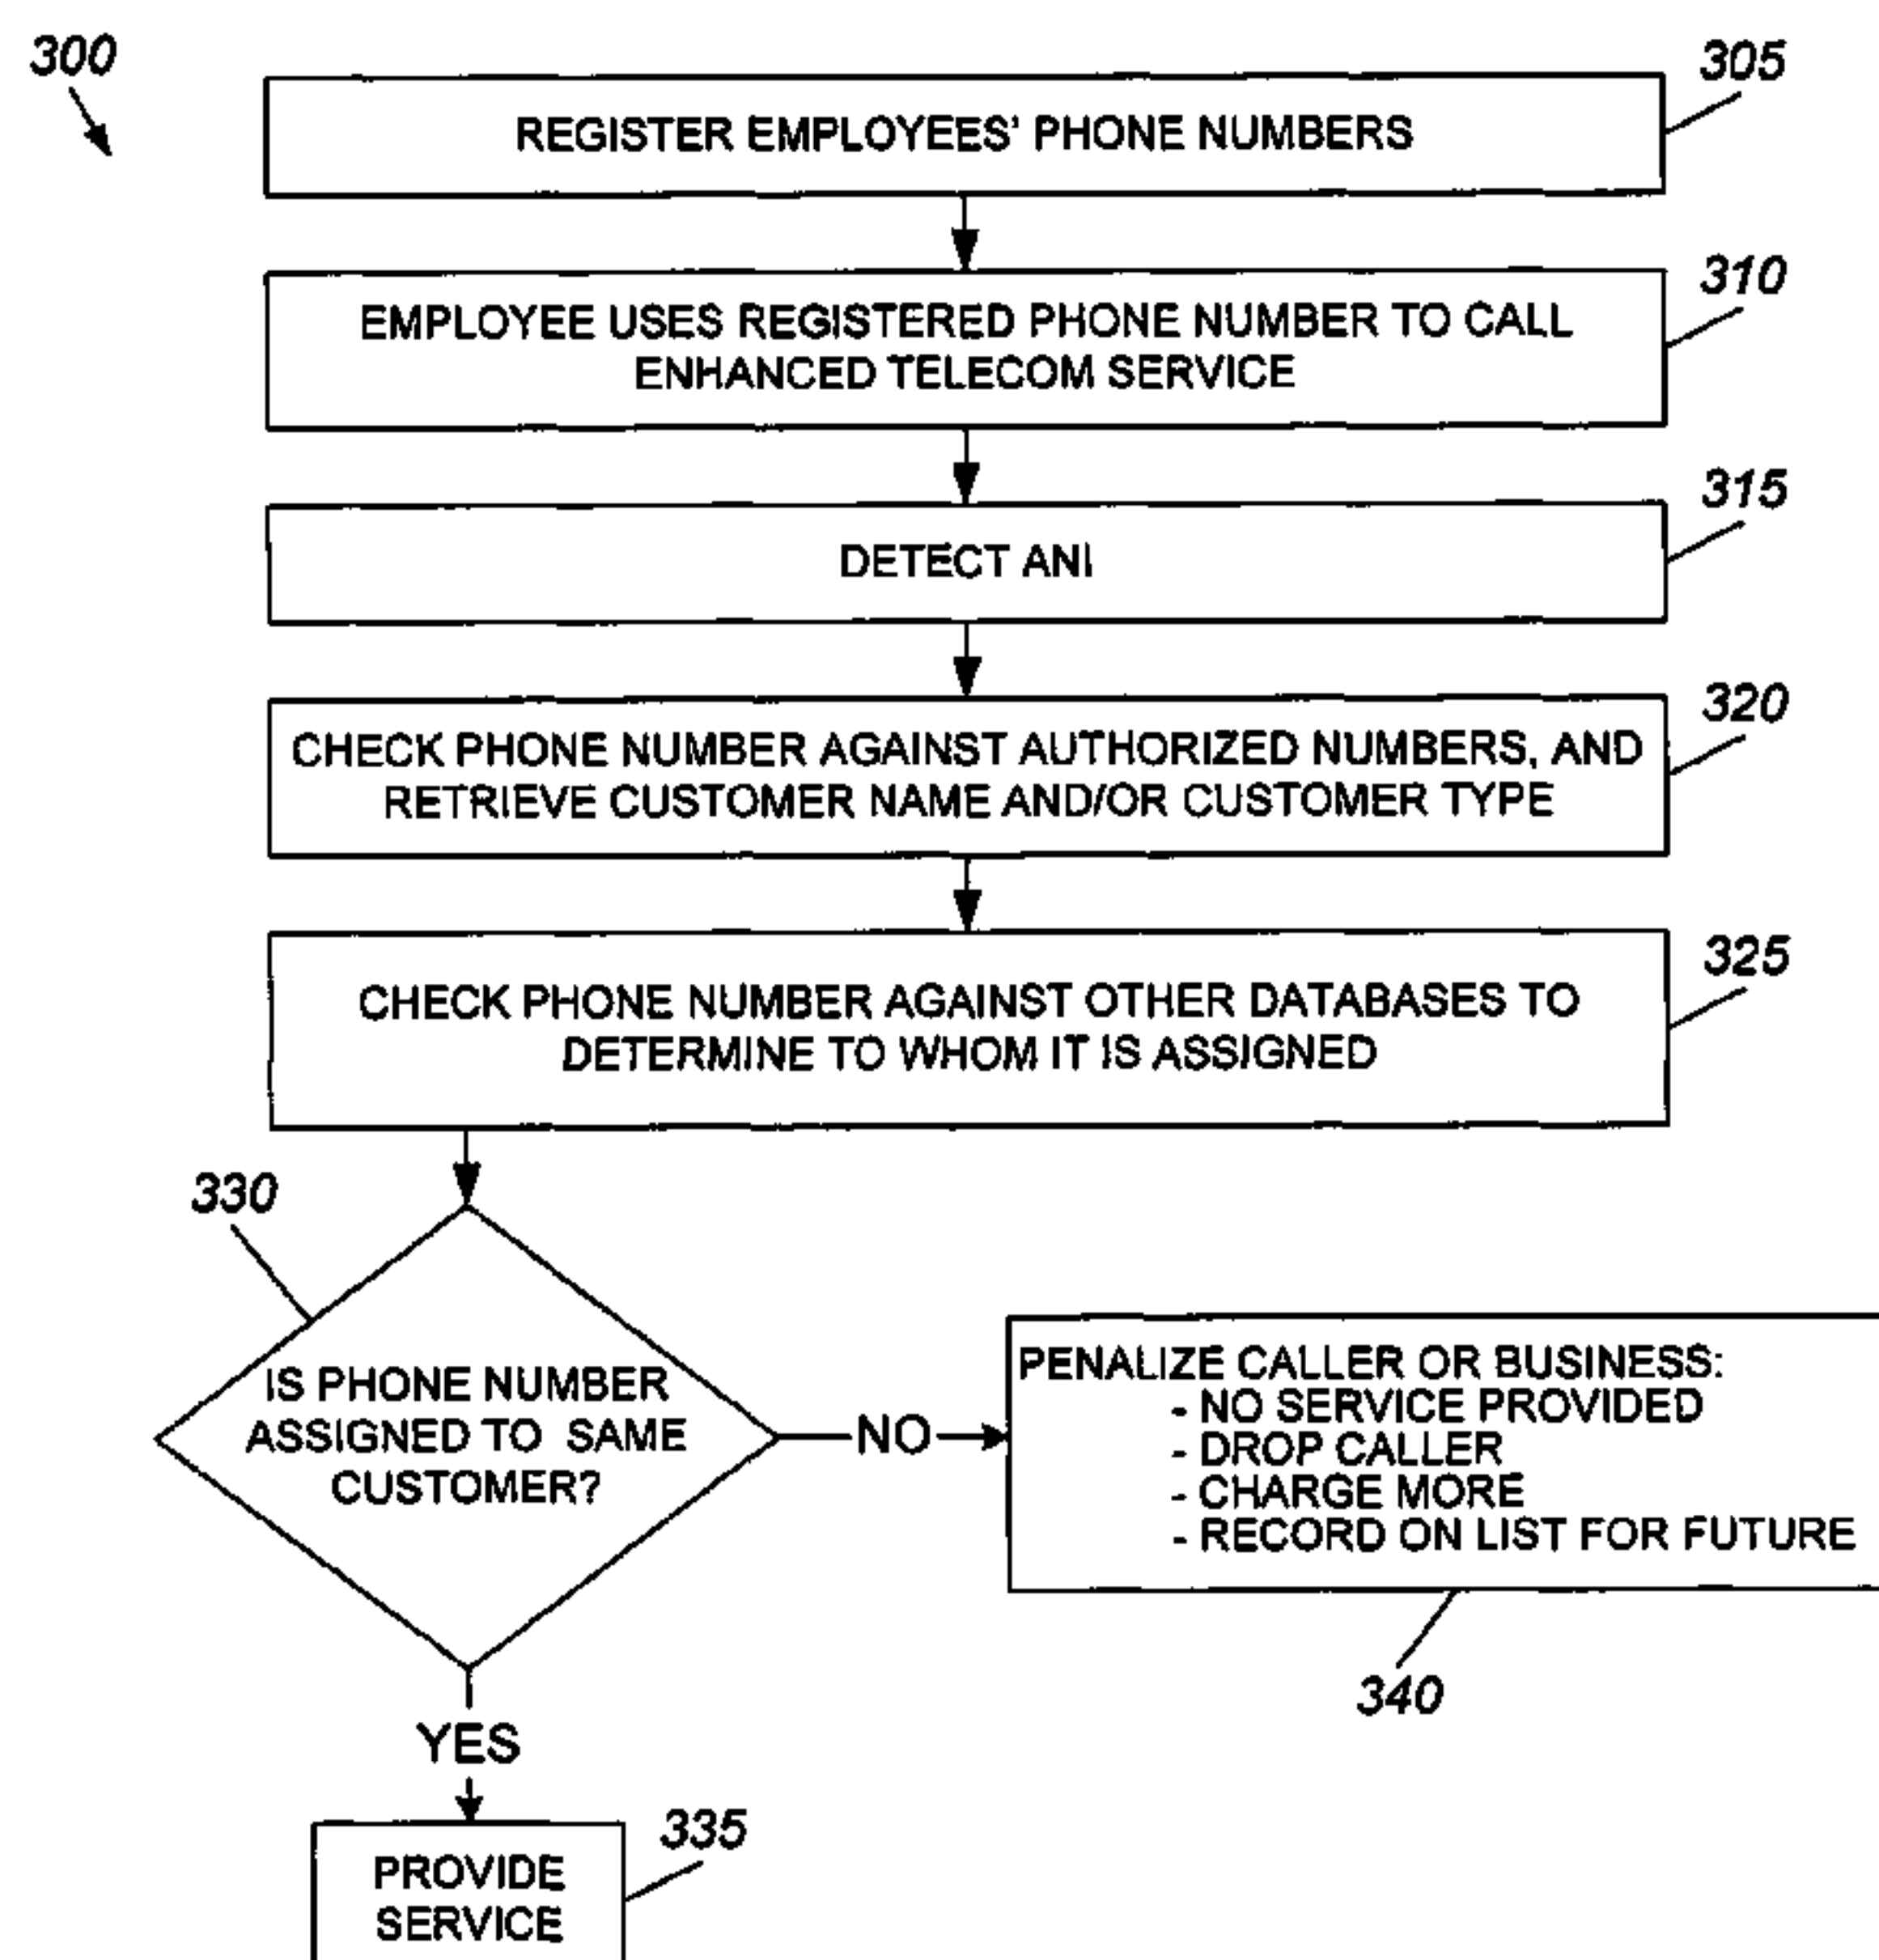 300
305
REGISTER EMPLOYEES' PHONE NUMBERS
310
EMPLOYEE USES REGISTERED PHONE NUMBER TO CALL
ENHANCED TELECOM SERVICE
315
DETECT ANI
320
CHECK PHONE NUMBER AGAINST AUTHORIZED NUMBERS, AND
RETRIEVE CUSTOMER NAME AND/OR CUSTOMER TYPE
325
CHECK PHONE NUMBER AGAINST OTHER DATABASES TO
DETERMINE TO WHOM IT IS ASSIGNED
330
IS PHONE NUMBER
ASSIGNED TO SAME
CUSTOMER?
NO
PENALIZE CALLER OR BUSINESS:
- NO SERVICE PROVIDED
- DROP CALLER
- CHARGE MORE
- RECORD ON LIST FOR FUTURE
340
YES
335
PROVIDE
SERVICE